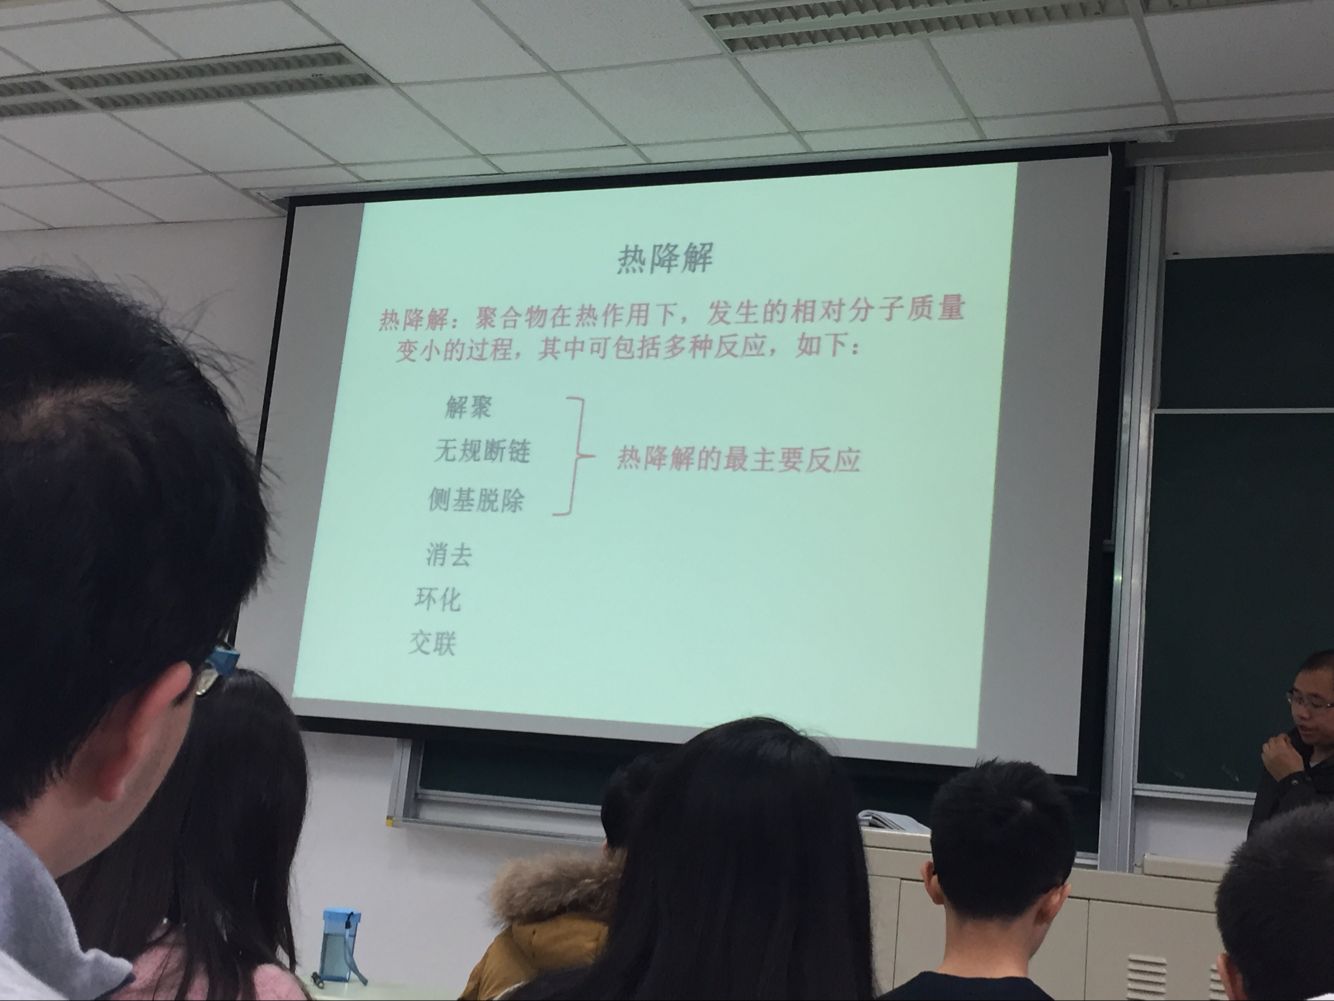 热降解
热降解：聚合物在热作用下，发生的相对分子质量
变小的过程，其中可包括多种反应，如下：
解聚
无规断链
热降解的最主要反应
侧基脱除
消去
环化
交联